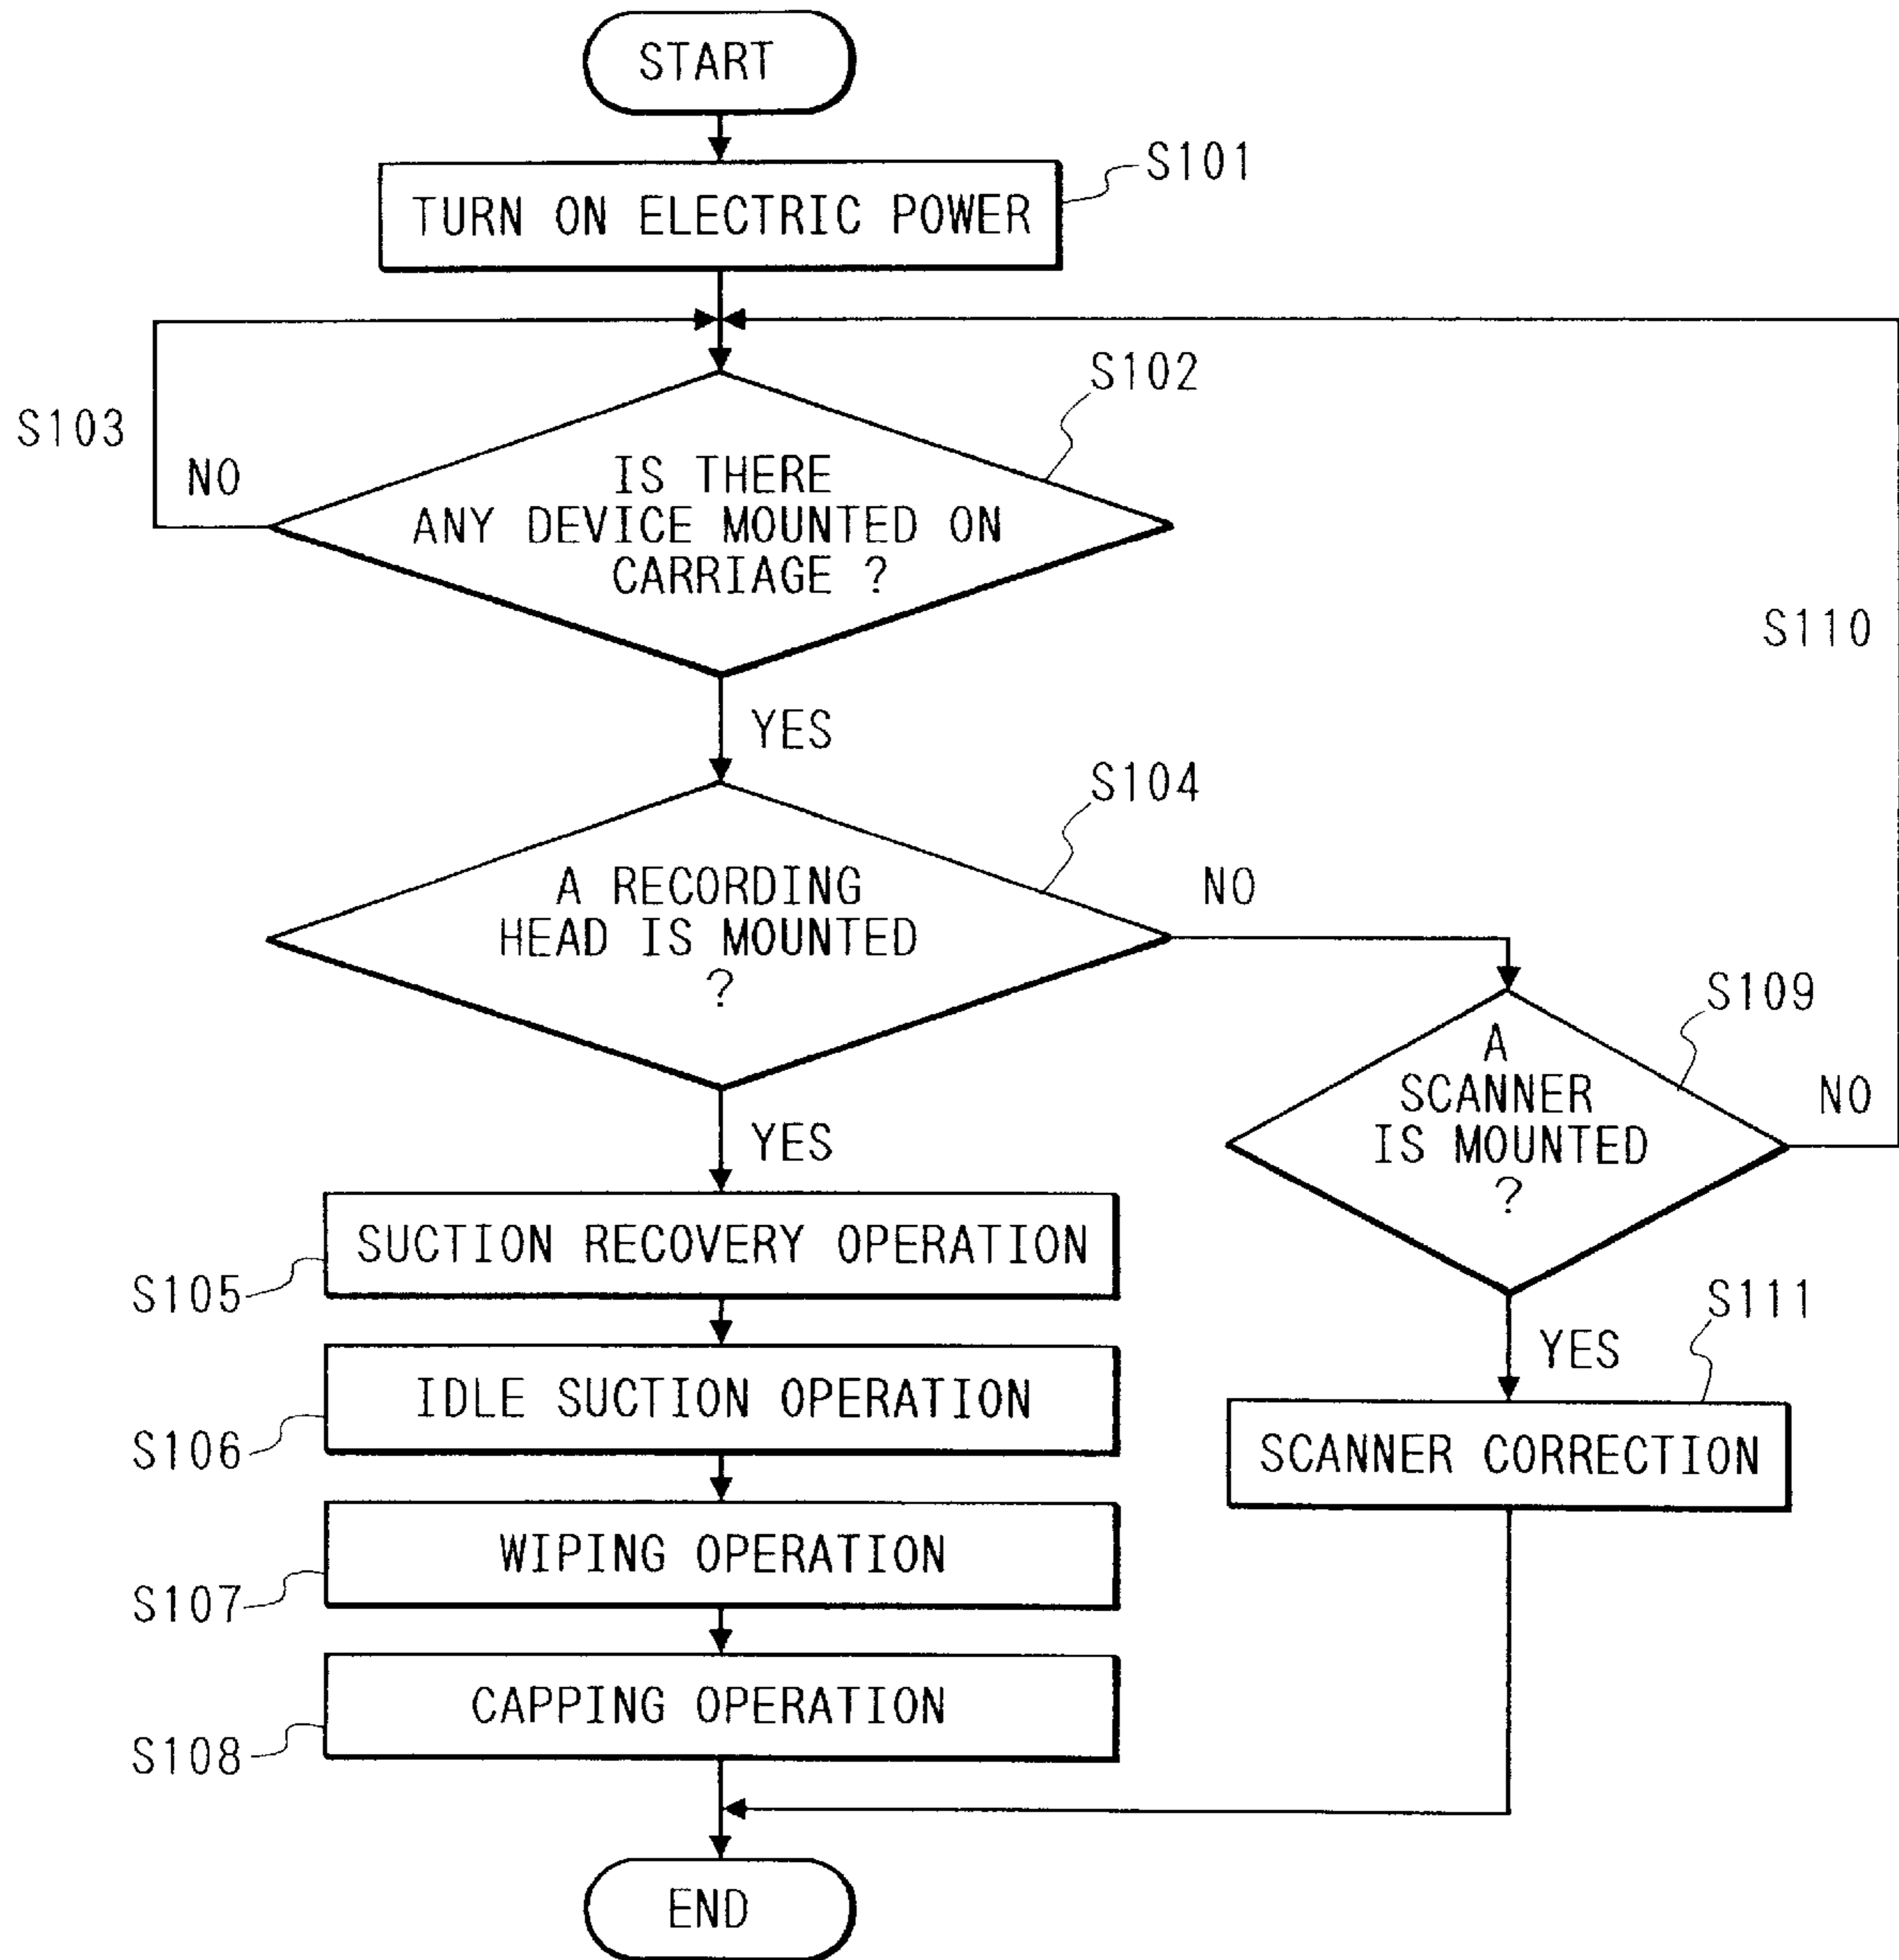 START
S101
TURN ON ELECTRIC POWER
S102
S103
NO
IS THERE
ANY DEVICE MOUNTED ON
CARRIAGE ?
S110
YES
S104
A RECORDING
HEAD IS MOUNTED
?
NO
S109
A
SCANNER
IS MOUNTED
?
NO
YES
SUCTION RECOVERY OPERATION
S105
S111
YES
IDLE SUCTION OPERATION
S106
SCANNER CORRECTION
WIPING OPERATION
S107
CAPPING OPERATION
S108
END